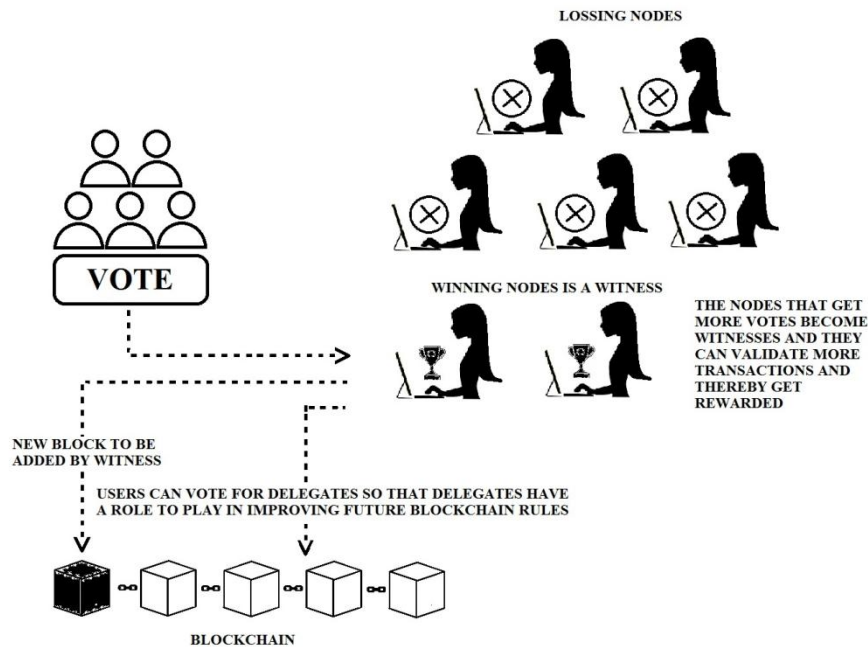 LOSSING NODES
VOTE
WINNING NODES IS A WITNESS
THE NODES THAT GET
MORE VOTES BECOME
WITNESSES AND THEY
CAN VALIDATE MORE
TRANSACTIONS AND
THEREBY GET
REWARDED
NEW BLOCK TO BE
ADDED BY WITNESS
USERS CAN VOTE FOR DELEGATES SO THAT DELEGATES HAVE
A ROLE TO PLAY IN IMPROVING FUTURE BLOCKCHAIN RULES
BLOCKCHAIN